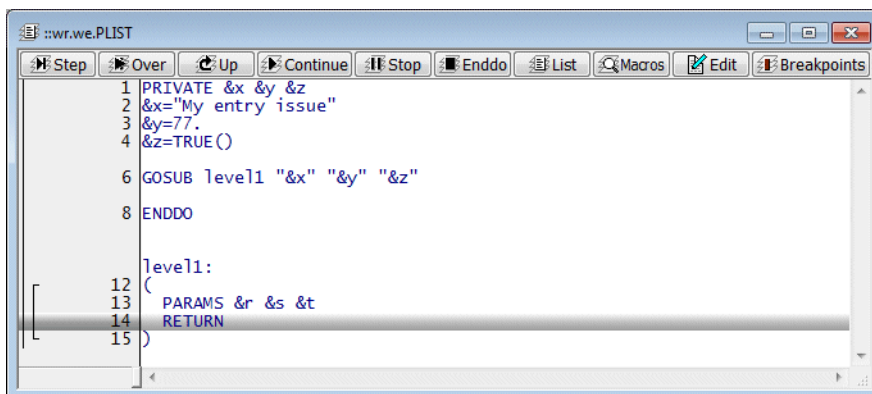 ::wr.we.PLIST
Step Over Up Continue Stop Enddo List Macros Edit Breakpoints
1 PRIVATE &x &y &z
2 &x="My entry issue"
3 &y=77.
4 &z=TRUE()
6 GOSUB level1 "&x" "&y" "&z"
8 ENDDO
level1:
12 (
13 PARAMS &r &s &t
14 RETURN
15 )